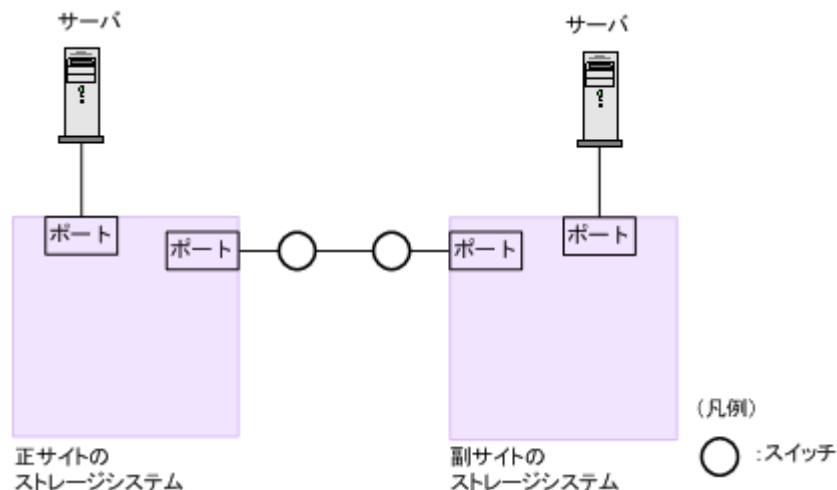 サーバ
サーバ
ポート
ポート
ポート
ポート
正サイトの
ストレージシステム
副サイトの
ストレージシステム
(凡例)
:スイッチ